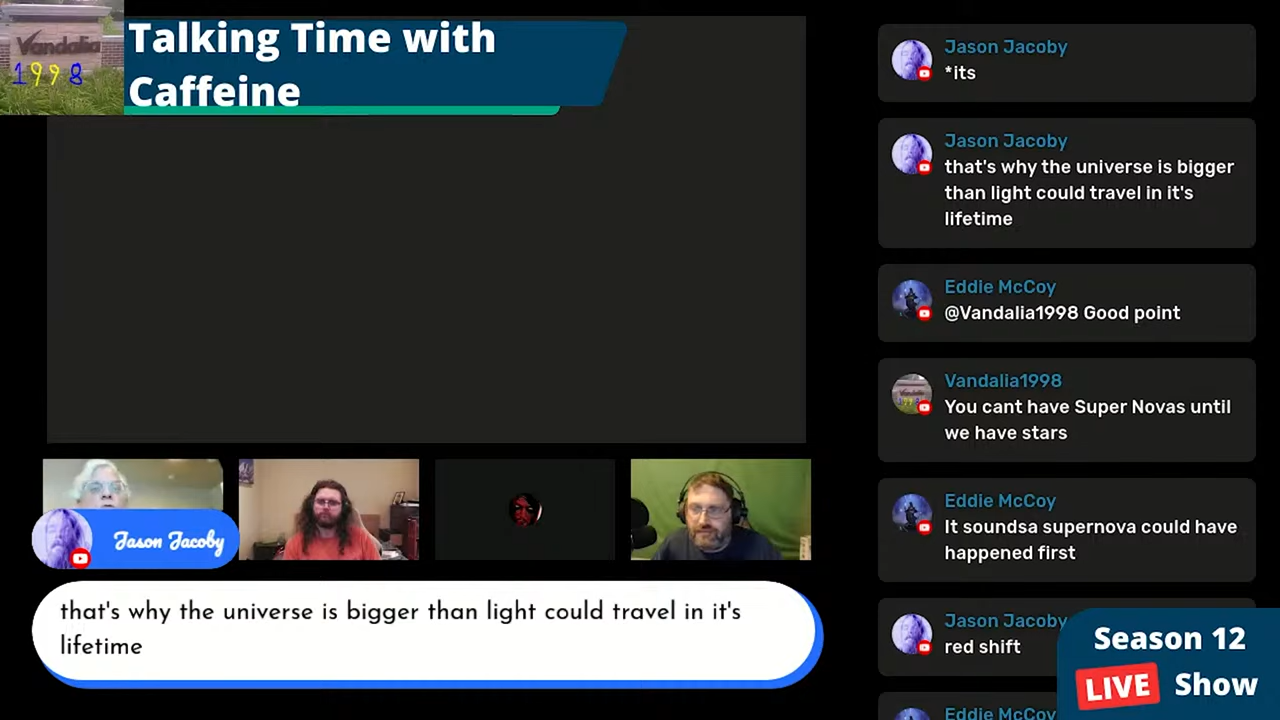 Vandalia
1998
Talking Time with
Caffeine
Jason Jacoby
*its
Jason Jacoby
that's why the universe is bigger
than light could travel in it's
lifetime
Eddie McCoy
@Vandalia1998 Good point
Vandalia1998
You cant have Super Novas until
we have stars
Eddie McCoy
It soundsa supernova could have
happened first
Jason Jacoby
red shift
Eddie McCoy
Jason Jacoby
that's why the universe is bigger than light could travel in it's
lifetime
Season 12
LIVE Show